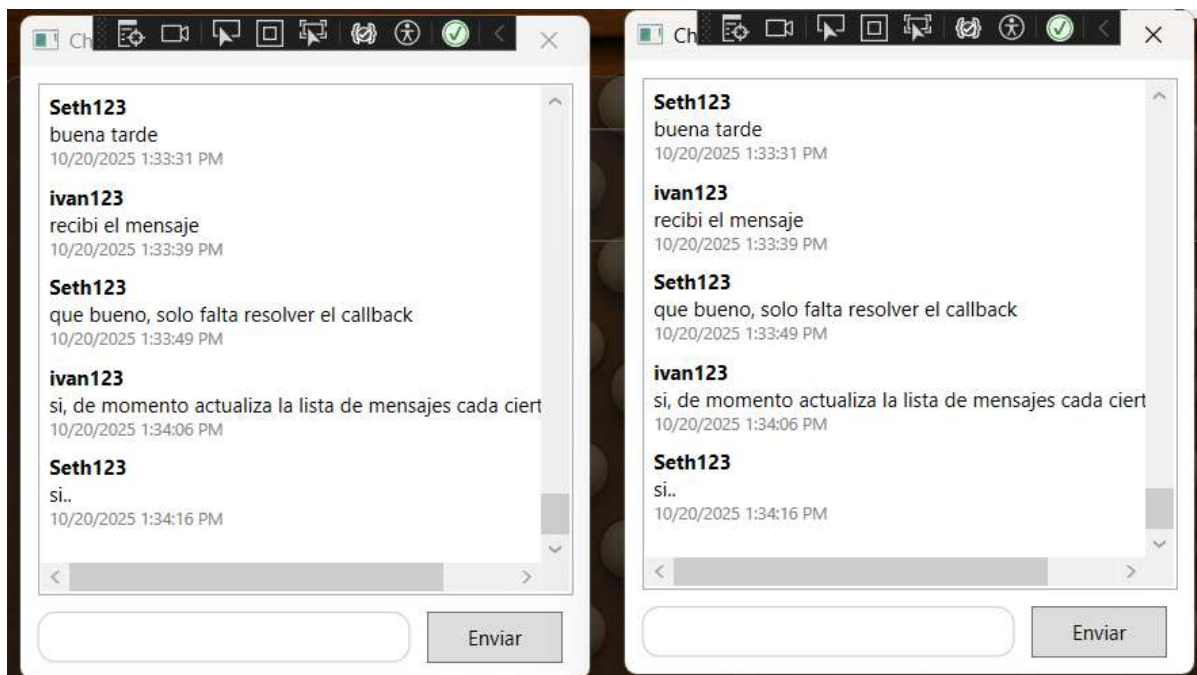 Ch
Seth123
buena tarde
10/20/2025 1:33:31 PM
ivan123
recibi el mensaje
10/20/2025 1:33:39 PM
Seth123
que bueno, solo falta resolver el callback
10/20/2025 1:33:49 PM
ivan123
si, de momento actualiza la lista de mensajes cada ciert
10/20/2025 1:34:06 PM
Seth123
si..
10/20/2025 1:34:16 PM
Enviar
Ch
Seth123
buena tarde
10/20/2025 1:33:31 PM
ivan123
recibi el mensaje
10/20/2025 1:33:39 PM
Seth123
que bueno, solo falta resolver el callback
10/20/2025 1:33:49 PM
ivan123
si, de momento actualiza la lista de mensajes cada ciert
10/20/2025 1:34:06 PM
Seth123
si..
10/20/2025 1:34:16 PM
Enviar